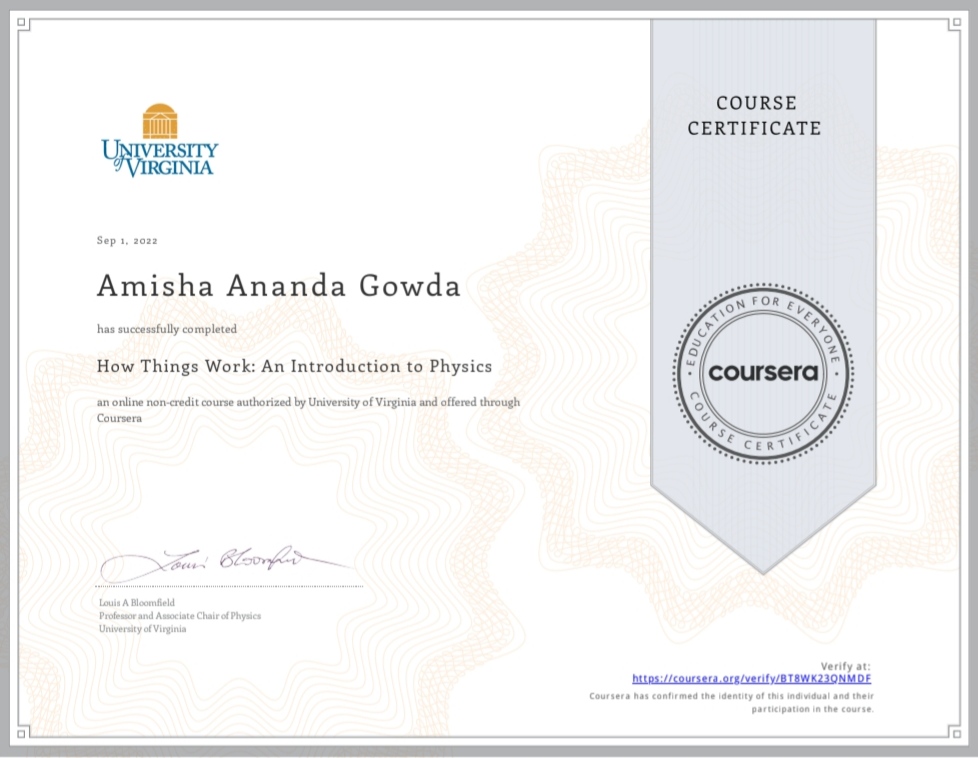 UNIVERSITY
of VIRGINIA
Sep 1, 2022
Amisha Ananda Gowda
has successfully completed
How Things Work: An Introduction to Physics
an online non-credit course authorized by University of Virginia and offered through
Coursera
Louis Bloomfield
Louis A Bloomfield
Professor and Associate Chair of Physics
University of Virginia
COURSE
CERTIFICATE
EDUCATION FOR EVERYONE
coursera
COURSE CERTIFICATE
Verify at:
https://coursera.org/verify/BT8WK23QNMDF
Coursera has confirmed the identity of this individual and their
participation in the course.